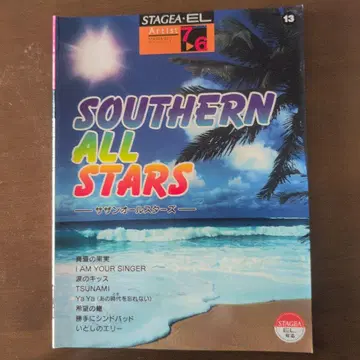 STAGEA・EL
Artist
7-6
13
SOUTHERN
ALL
STARS
サザンオールスターズ
真夏の果実
I AM YOUR SINGER
涙のキッス
TSUNAMI
Ya Ya (あの時代を忘れない)
希望の轍
勝手にシンドバッド
いとしのエリー
STAGEA
EL